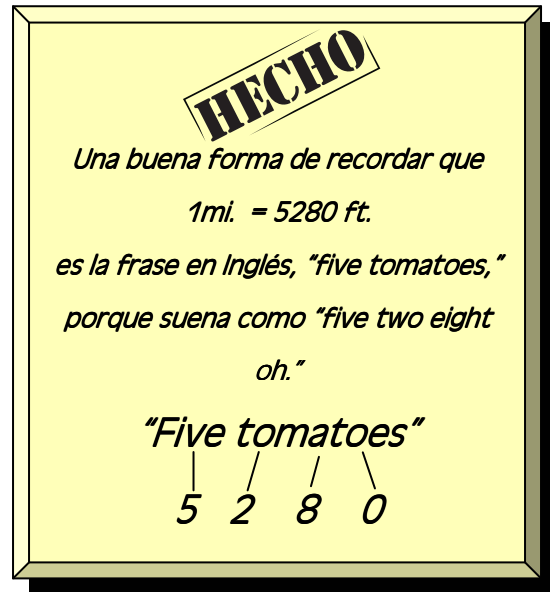 HECHO
Una buena forma de recordar que
1mi. = 5280 ft.
es la frase en Inglés, “five tomatoes,”
porque suena como “five two eight
oh.”
“Five tomatoes”
5 2 8 0